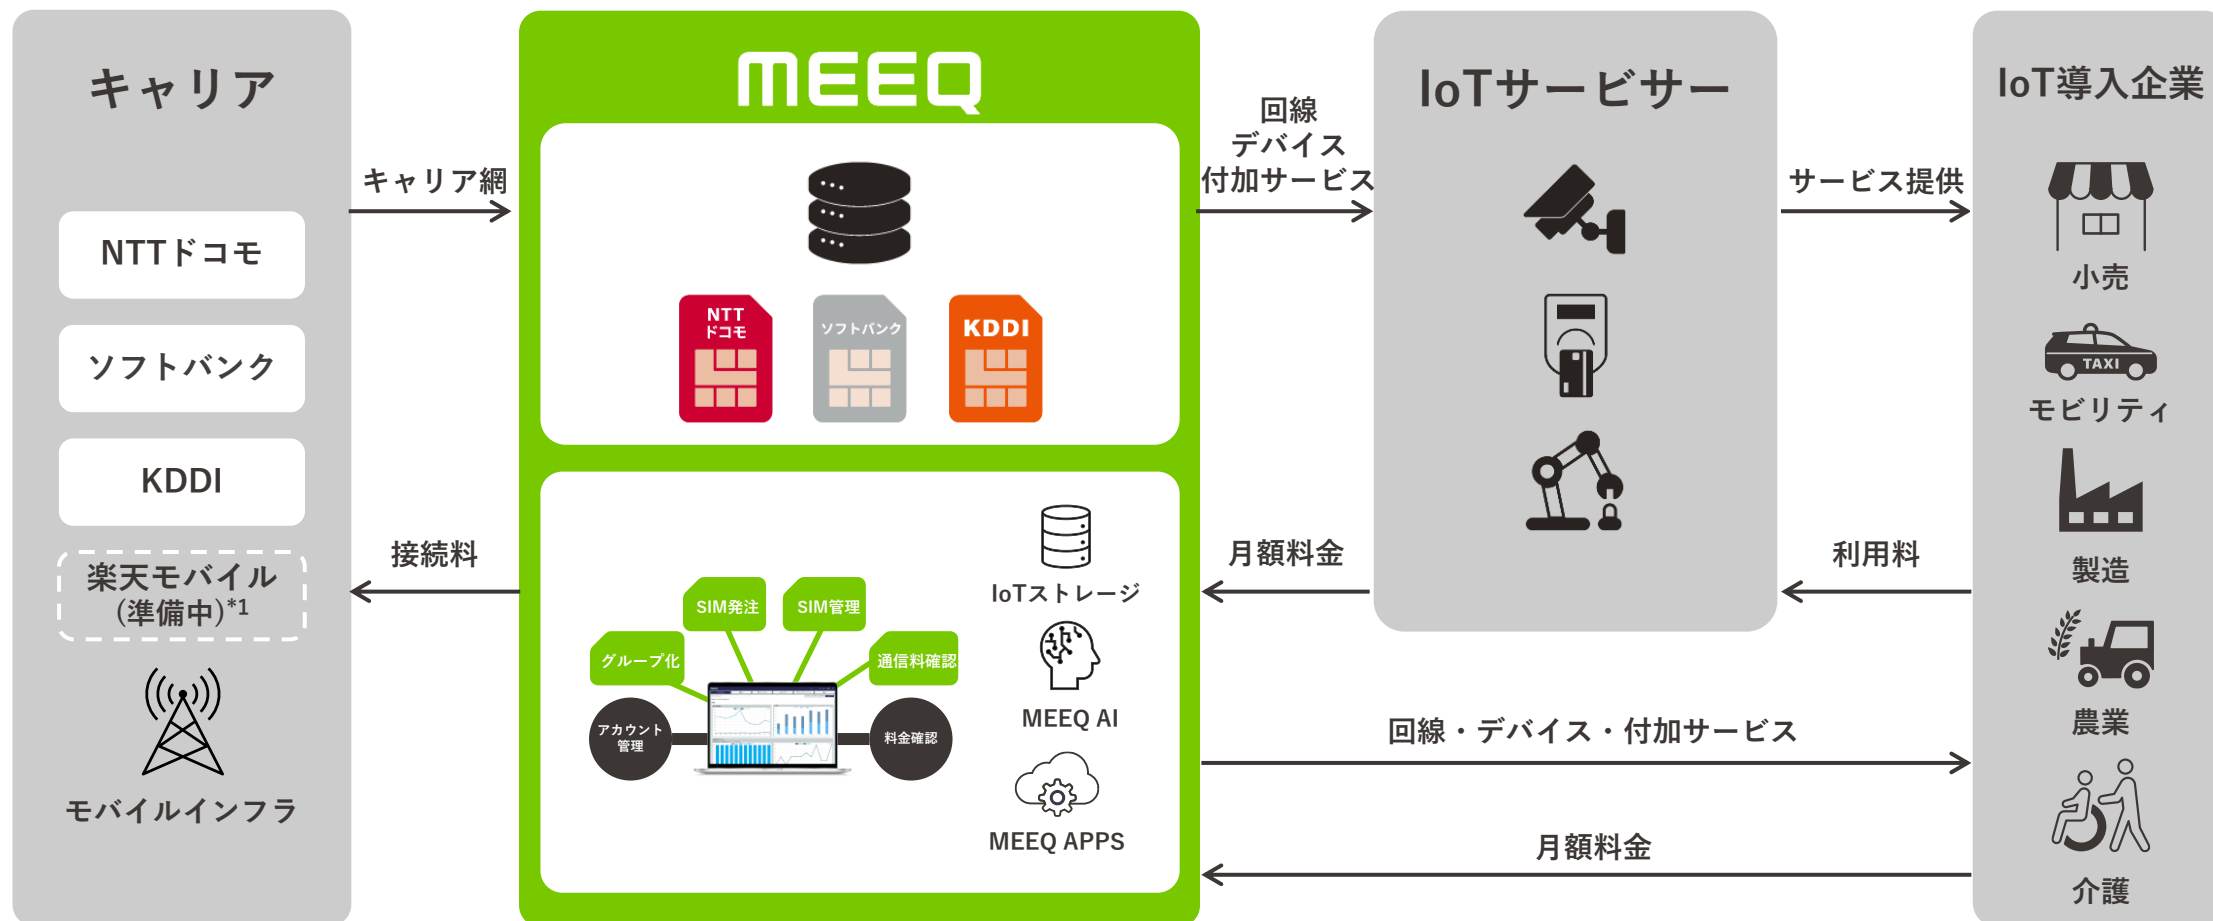 キャリア
NTTドコモ
ソフトバンク
KDDI
楽天モバイル
(準備中)*1
モバイルインフラ
キャリア網
接続料
MEEQ
NTT
ドコモ
ソフトバンク
KDDI
SIM発注
SIM管理
グループ化
通信料確認
アカウント
管理
料金確認
IoTストレージ
MEEQ AI
MEEQ APPS
回線
デバイス
付加サービス
月額料金
IoTサービサー
サービス提供
利用料
回線・デバイス・付加サービス
月額料金
IoT導入企業
小売
TAXI
モビリティ
製造
農業
介護